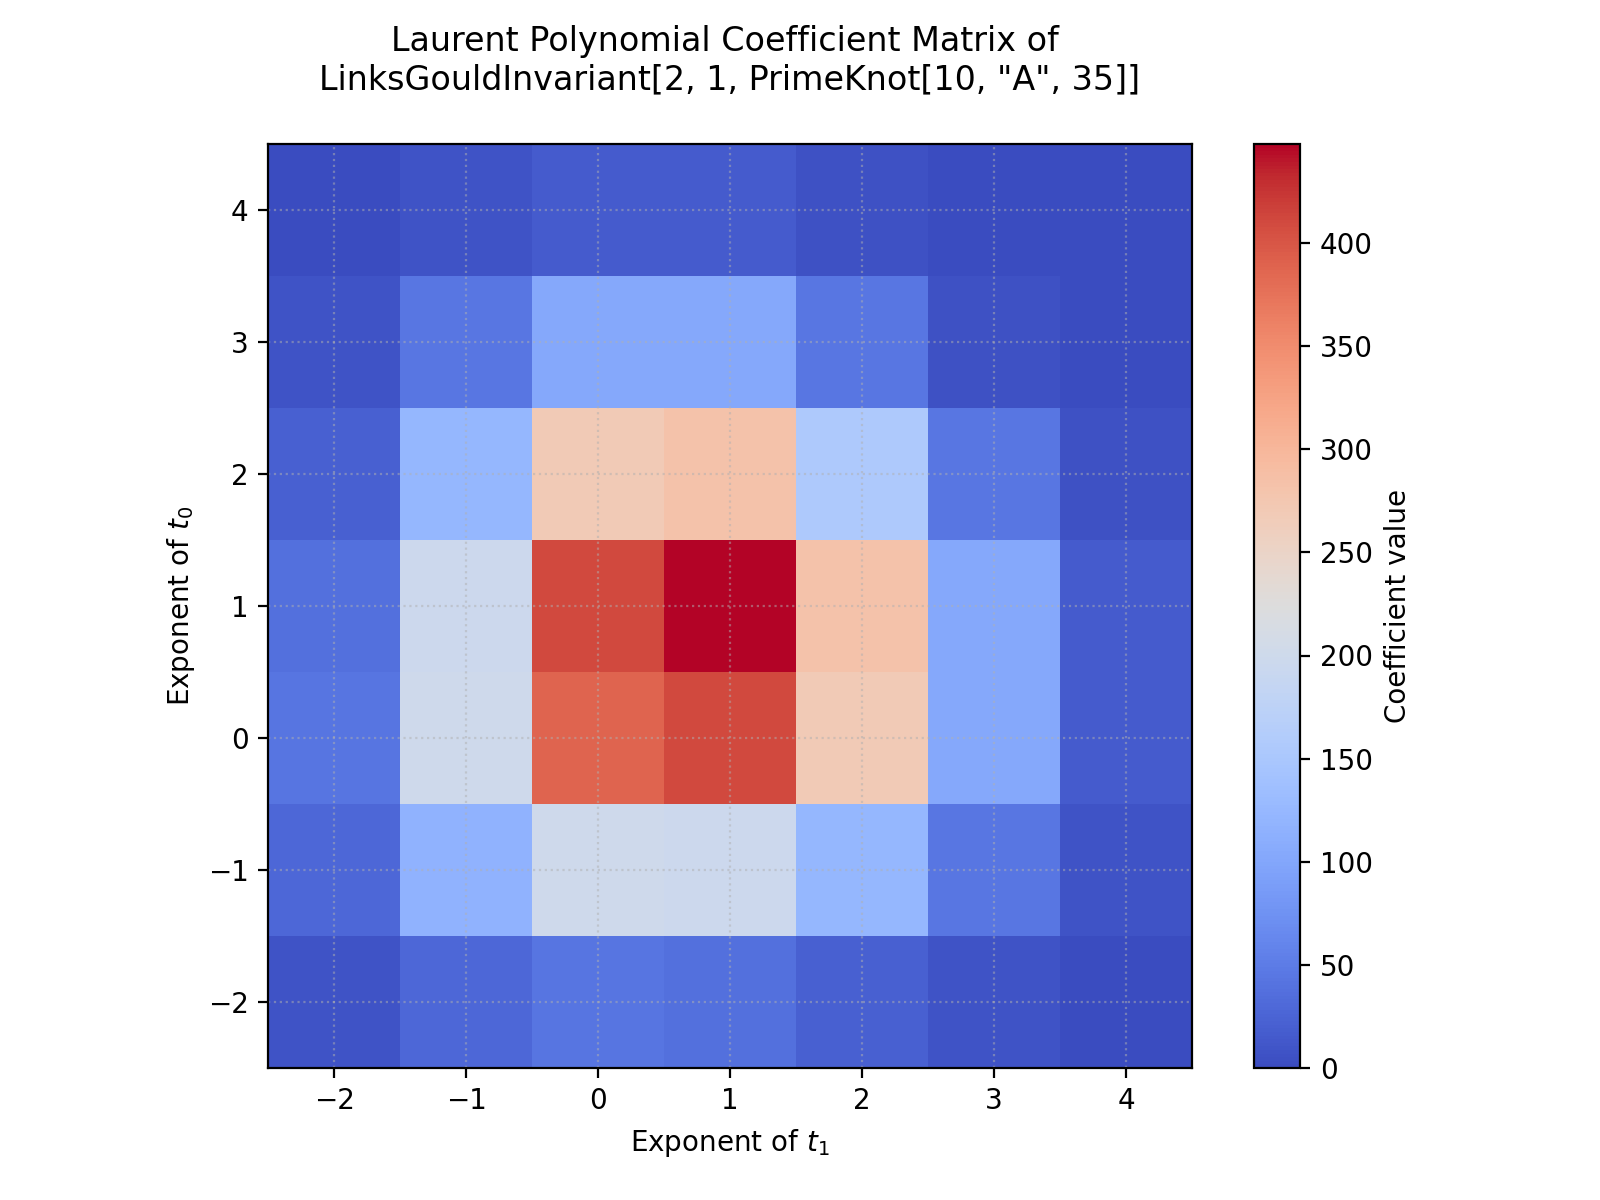 Laurent Polynomial Coefficient Matrix of
LinksGouldInvariant[2, 1, PrimeKnot[10, "A", 35]]
4
3
2
1
0
−1
−2
Exponent of t₀
−2 −1 0 1 2 3 4
Exponent of t₁
400
350
300
250
200
150
100
50
0
Coefficient value